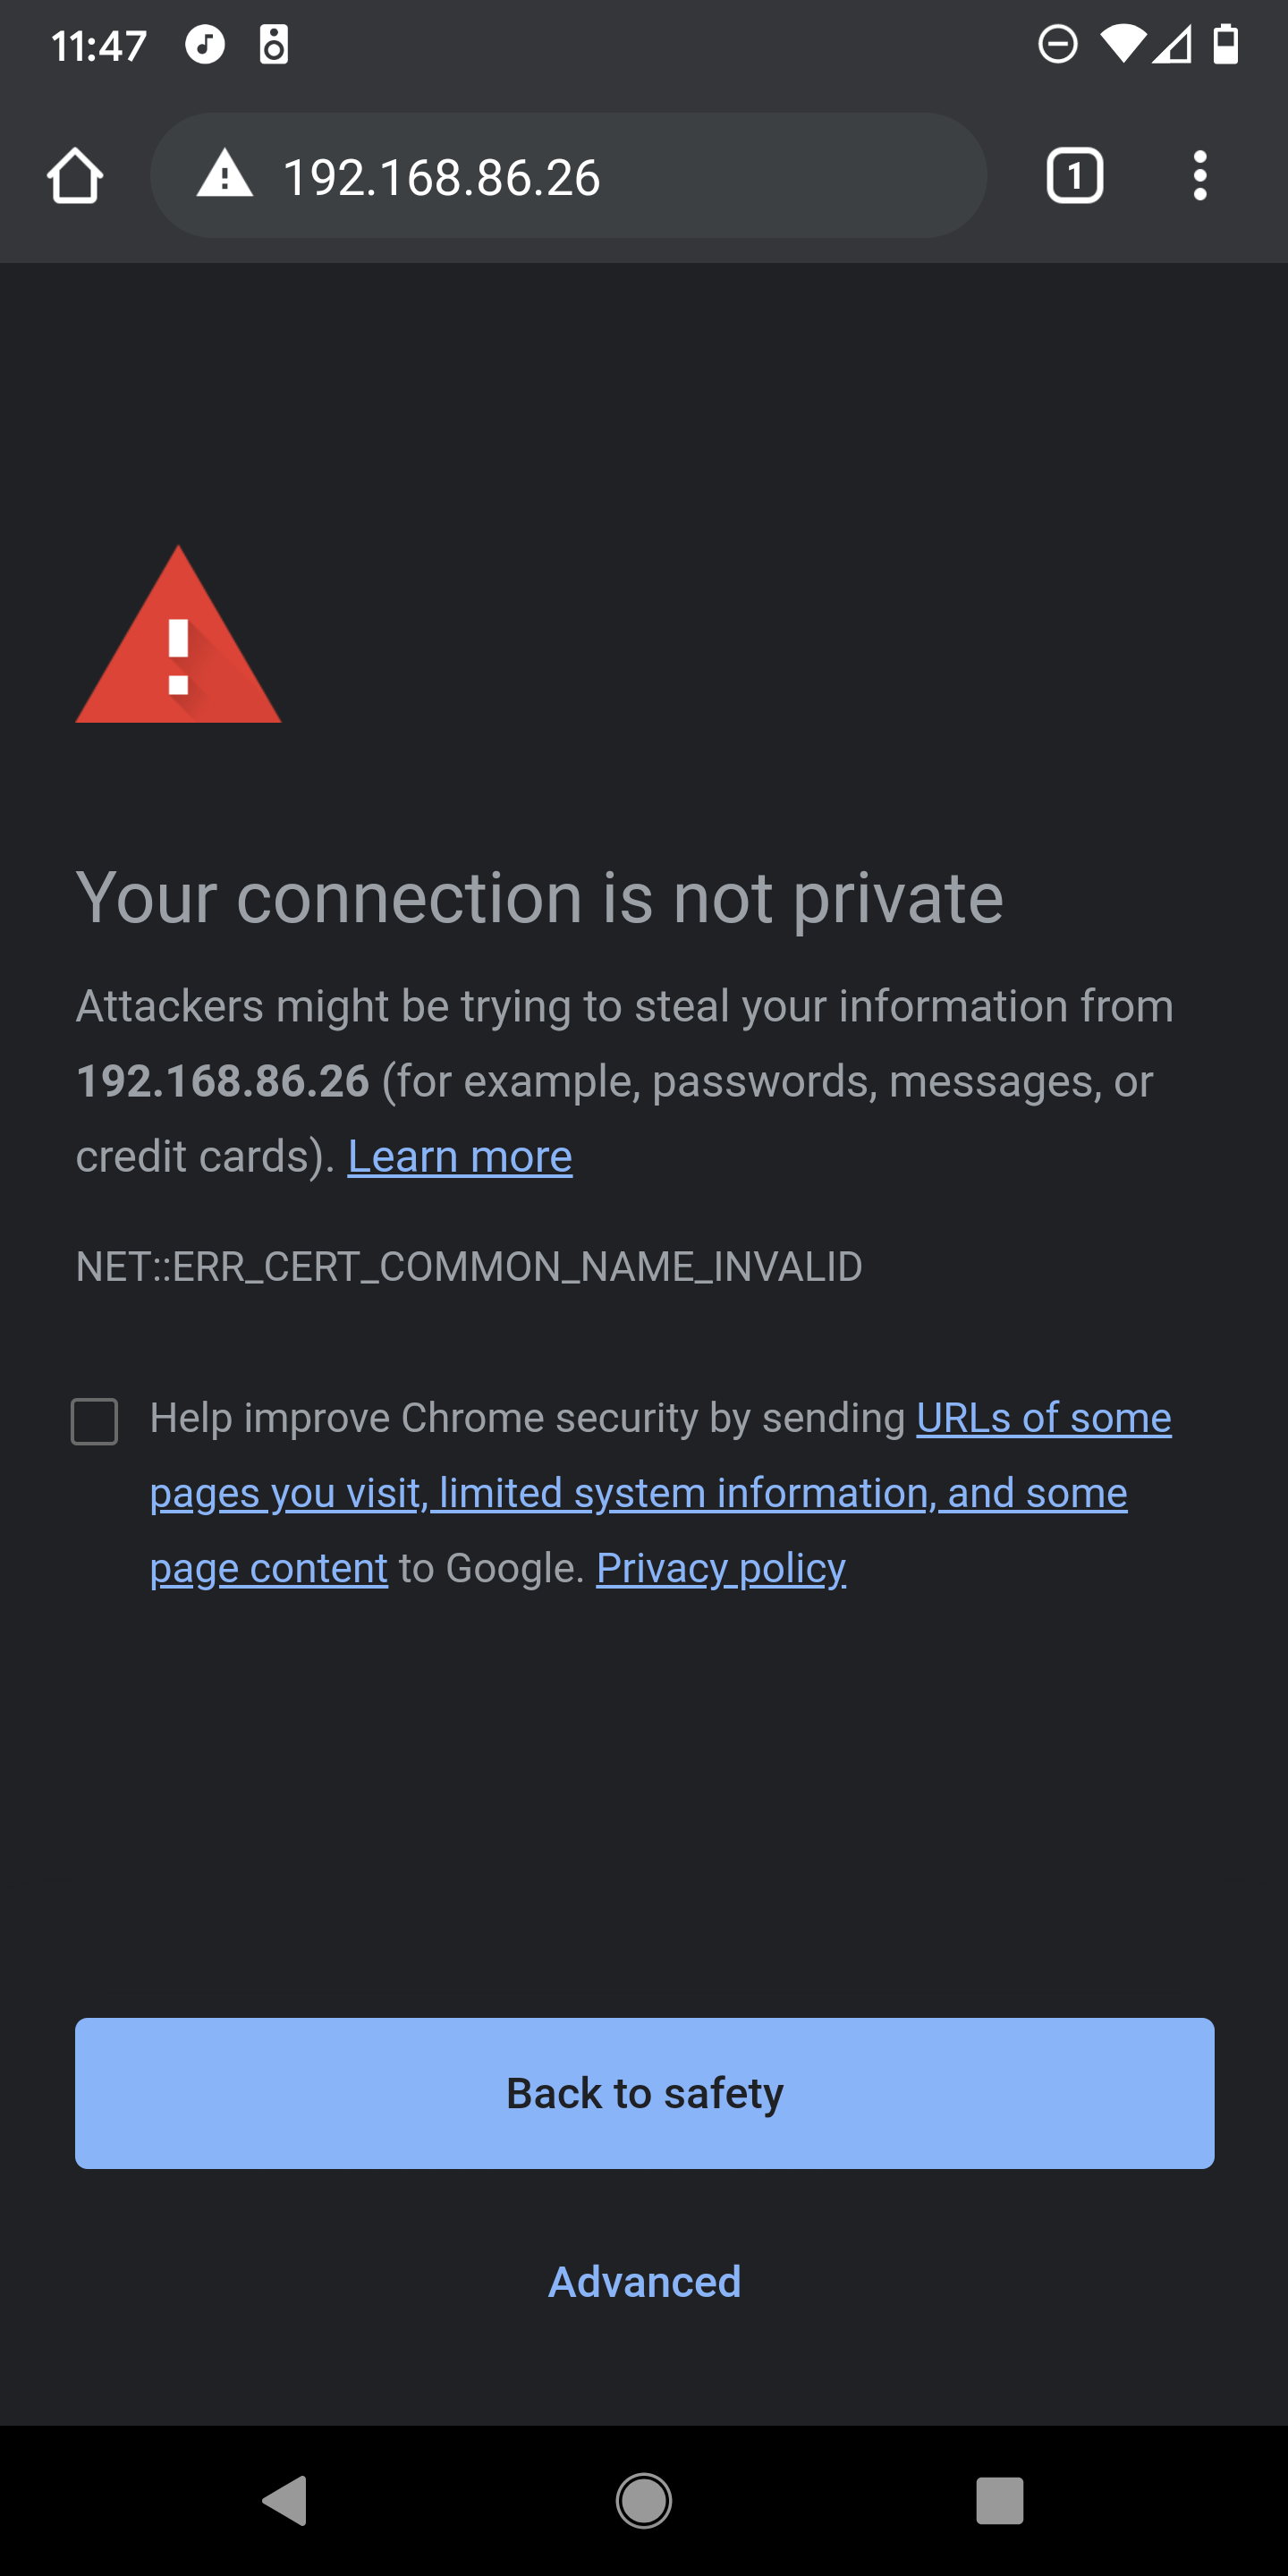 11:47
192.168.86.26
1
Your connection is not private
Attackers might be trying to steal your information from
192.168.86.26 (for example, passwords, messages, or
credit cards). Learn more
NET::ERR_CERT_COMMON_NAME_INVALID
Help improve Chrome security by sending URLs of some
pages you visit, limited system information, and some
page content to Google. Privacy policy
Back to safety
Advanced